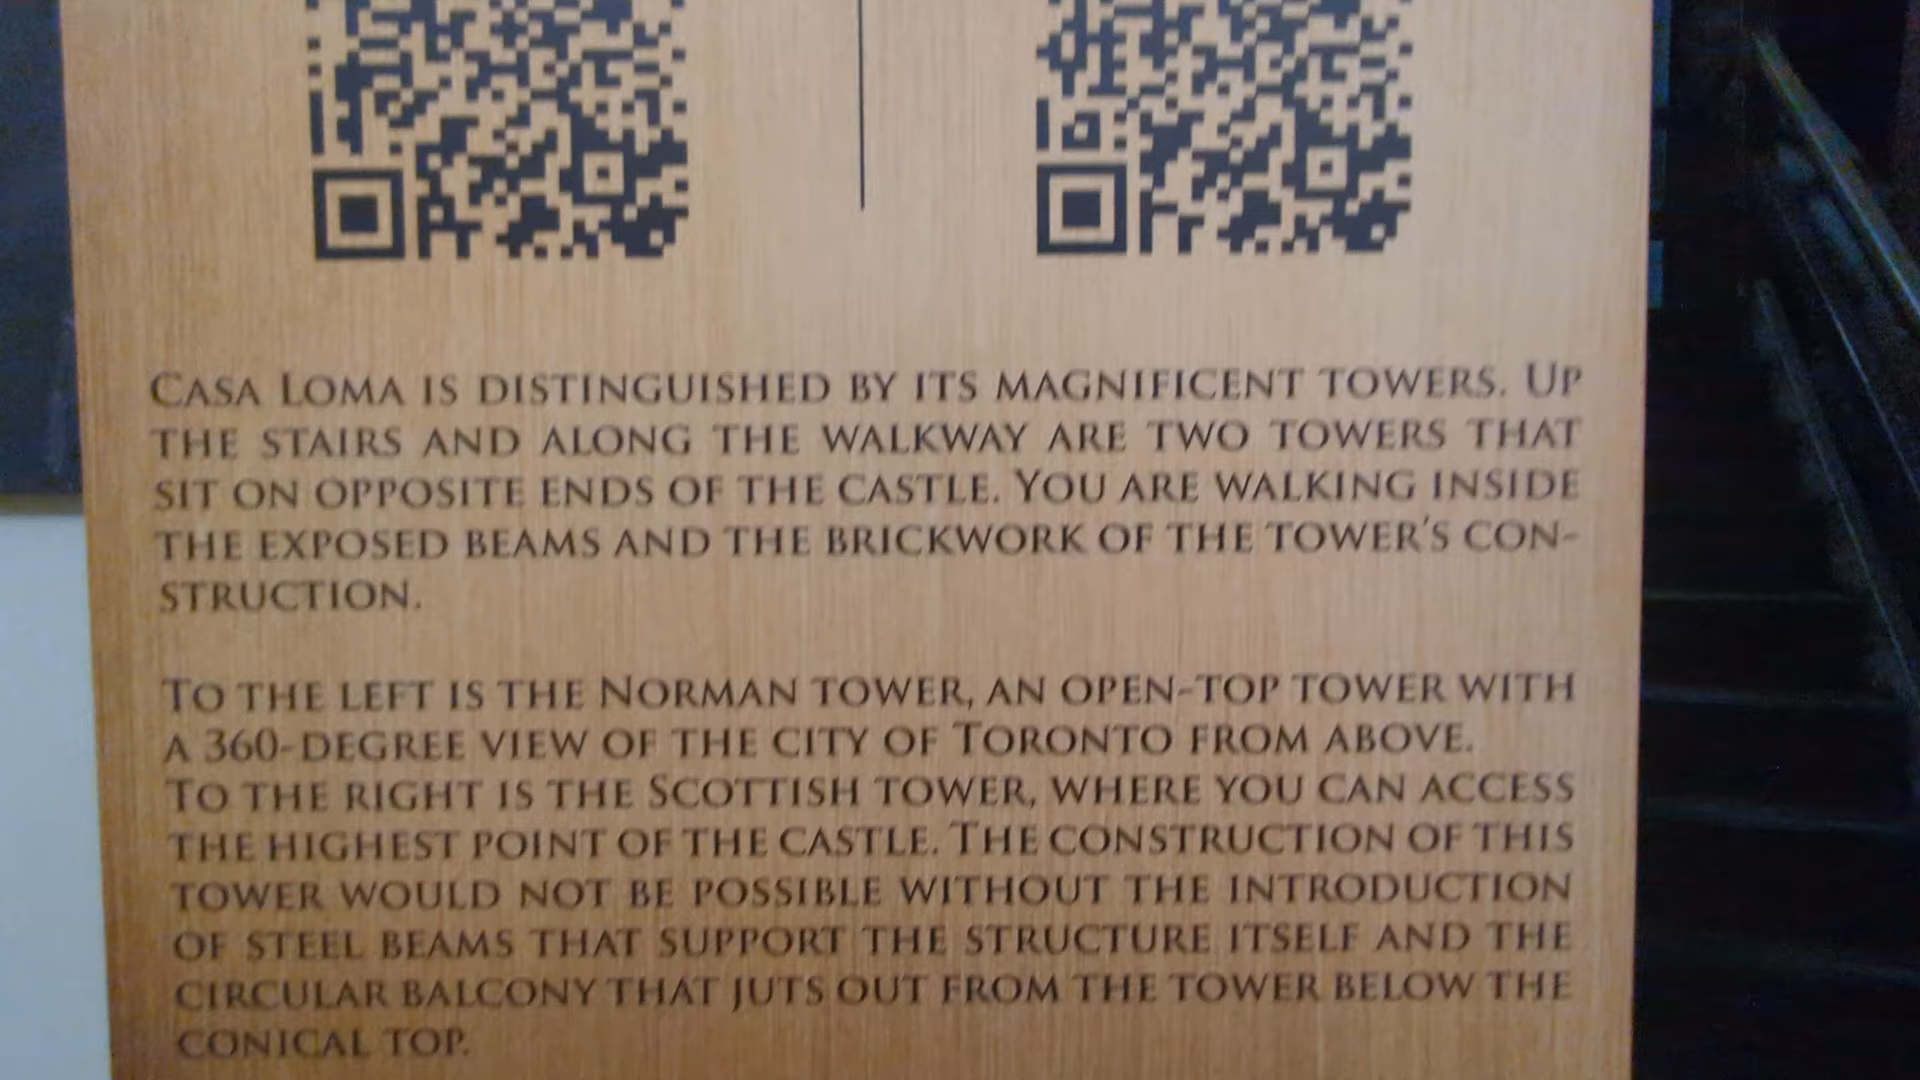 Casa Loma is distinguished by its magnificent towers. Up
the stairs and along the walkway are two towers that
sit on opposite ends of the castle. You are walking inside
the exposed beams and the brickwork of the tower's con-
struction.
To the left is the Norman tower, an open-top tower with
a 360-degree view of the city of Toronto from above.
To the right is the Scottish tower, where you can access
the highest point of the castle. The construction of this
tower would not be possible without the introduction
of steel beams that support the structure itself and the
circular balcony that juts out from the tower below the
conical top.